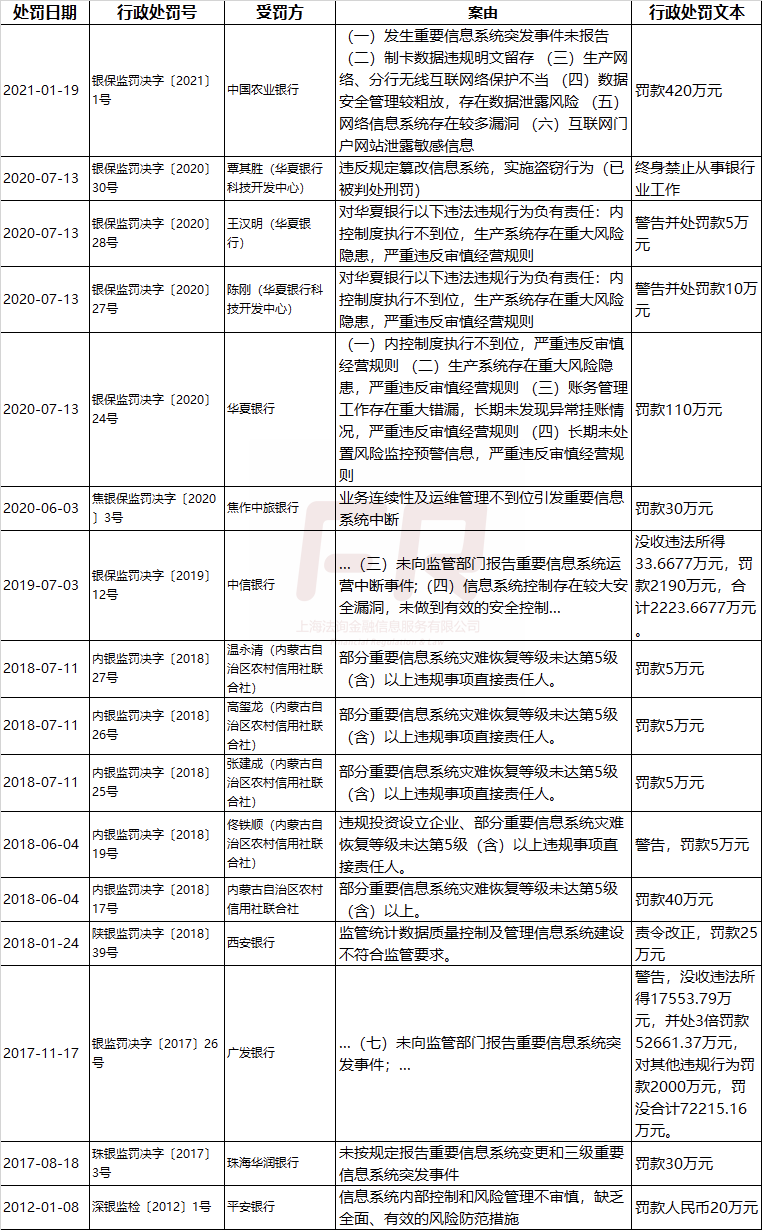 处罚日期 行政处罚号 受罚方 案由 行政处罚文本
2021-01-19
银保监罚决字〔2021〕
1号
中国农业银行
（一）发生重要信息系统突发事件未报告
（二）制卡数据违规明文留存 （三）生产网
络、分行无线互联网络保护不当 （四）数据
安全管理较粗放，存在数据泄露风险 （五）
网络信息系统存在较多漏洞 （六）互联网门
户网站泄露敏感信息
罚款420万元
2020-07-13
银保监罚决字〔2020〕
30号
覃其胜（华夏银行
科技开发中心）
违反规定篡改信息系统，实施盗窃行为（已
被判处刑罚）
终身禁止从事银行
业工作
2020-07-13
银保监罚决字〔2020〕
28号
王汉明（华夏银
行）
对华夏银行以下违法违规行为负有责任：内
控制度执行不到位，生产系统存在重大风险
隐患，严重违反审慎经营规则
警告并处罚款5万
元
2020-07-13
银保监罚决字〔2020〕
27号
陈刚（华夏银行科
技开发中心）
对华夏银行以下违法违规行为负有责任：内
控制度执行不到位，生产系统存在重大风险
隐患，严重违反审慎经营规则
警告并处罚款10万
元
2020-07-13
银保监罚决字〔2020〕
24号
华夏银行
（一）内控制度执行不到位，严重违反审慎
经营规则 （二）生产系统存在重大风险隐
患，严重违反审慎经营规则 （三）账务管理
工作存在重大错漏，长期未发现异常挂账情
况，严重违反审慎经营规则 （四）长期未处
置风险监控预警信息，严重违反审慎经营规
则
罚款110万元
2020-06-03
焦银保监罚决字〔2020
〕3号
焦作中旅银行
业务连续性及运维管理不到位引发重要信息
系统中断
罚款30万元
2019-07-03
银保监罚决字〔2019〕
12号
中信银行
...（三）未向监管部门报告重要信息系统运
营中断事件;（四）信息系统控制存在较大安
全漏洞，未做到有效的安全控制...
没收违法所得
33.6677万元，罚
款2190万元，合
计2223.6677万元
。
FR
上海法询金融信息服务有限公司
2018-07-11
内银监罚决字〔2018〕
27号
温永清（内蒙古自
治区农村信用社联
合社）
部分重要信息系统灾难恢复等级未达第5级
（含）以上违规事项直接责任人。
罚款5万元
2018-07-11
内银监罚决字〔2018〕
26号
高玺龙（内蒙古自
治区农村信用社联
合社）
部分重要信息系统灾难恢复等级未达第5级
（含）以上违规事项直接责任人。
罚款5万元
2018-07-11
内银监罚决字〔2018〕
25号
张建成（内蒙古自
治区农村信用社联
合社）
部分重要信息系统灾难恢复等级未达第5级
（含）以上违规事项直接责任人。
罚款5万元
2018-06-04
内银监罚决字〔2018〕
19号
佟铁顺（内蒙古自
治区农村信用社联
合社）
违规投资设立企业、部分重要信息系统灾难
恢复等级未达第5级（含）以上违规事项直
接责任人。
警告，罚款5万元
2018-06-04
内银监罚决字〔2018〕
17号
内蒙古自治区农村
信用社联合社
部分重要信息系统灾难恢复等级未达第5级
（含）以上。
罚款40万元
2018-01-24
陕银监罚决字〔2018〕
39号
西安银行
监管统计数据质量控制及管理信息系统建设
不符合监管要求。
责令改正，罚款25
万元
2017-11-17
银监罚决字〔2017〕26
号
广发银行
...（七）未向监管部门报告重要信息系统突
发事件；...
警告，没收违法所
得17553.79万
元，并处3倍罚款
52661.37万元，
对其他违规行为罚
款2000万元，罚
没合计72215.16
万元。
2017-08-18
珠银监罚决字〔2017〕
3号
珠海华润银行
未按规定报告重要信息系统变更和三级重要
信息系统突发事件
罚款30万元
2012-01-08
深银监检〔2012〕1号
平安银行
信息系统内部控制和风险管理不审慎，缺乏
全面、有效的风险防范措施
罚款人民币20万元